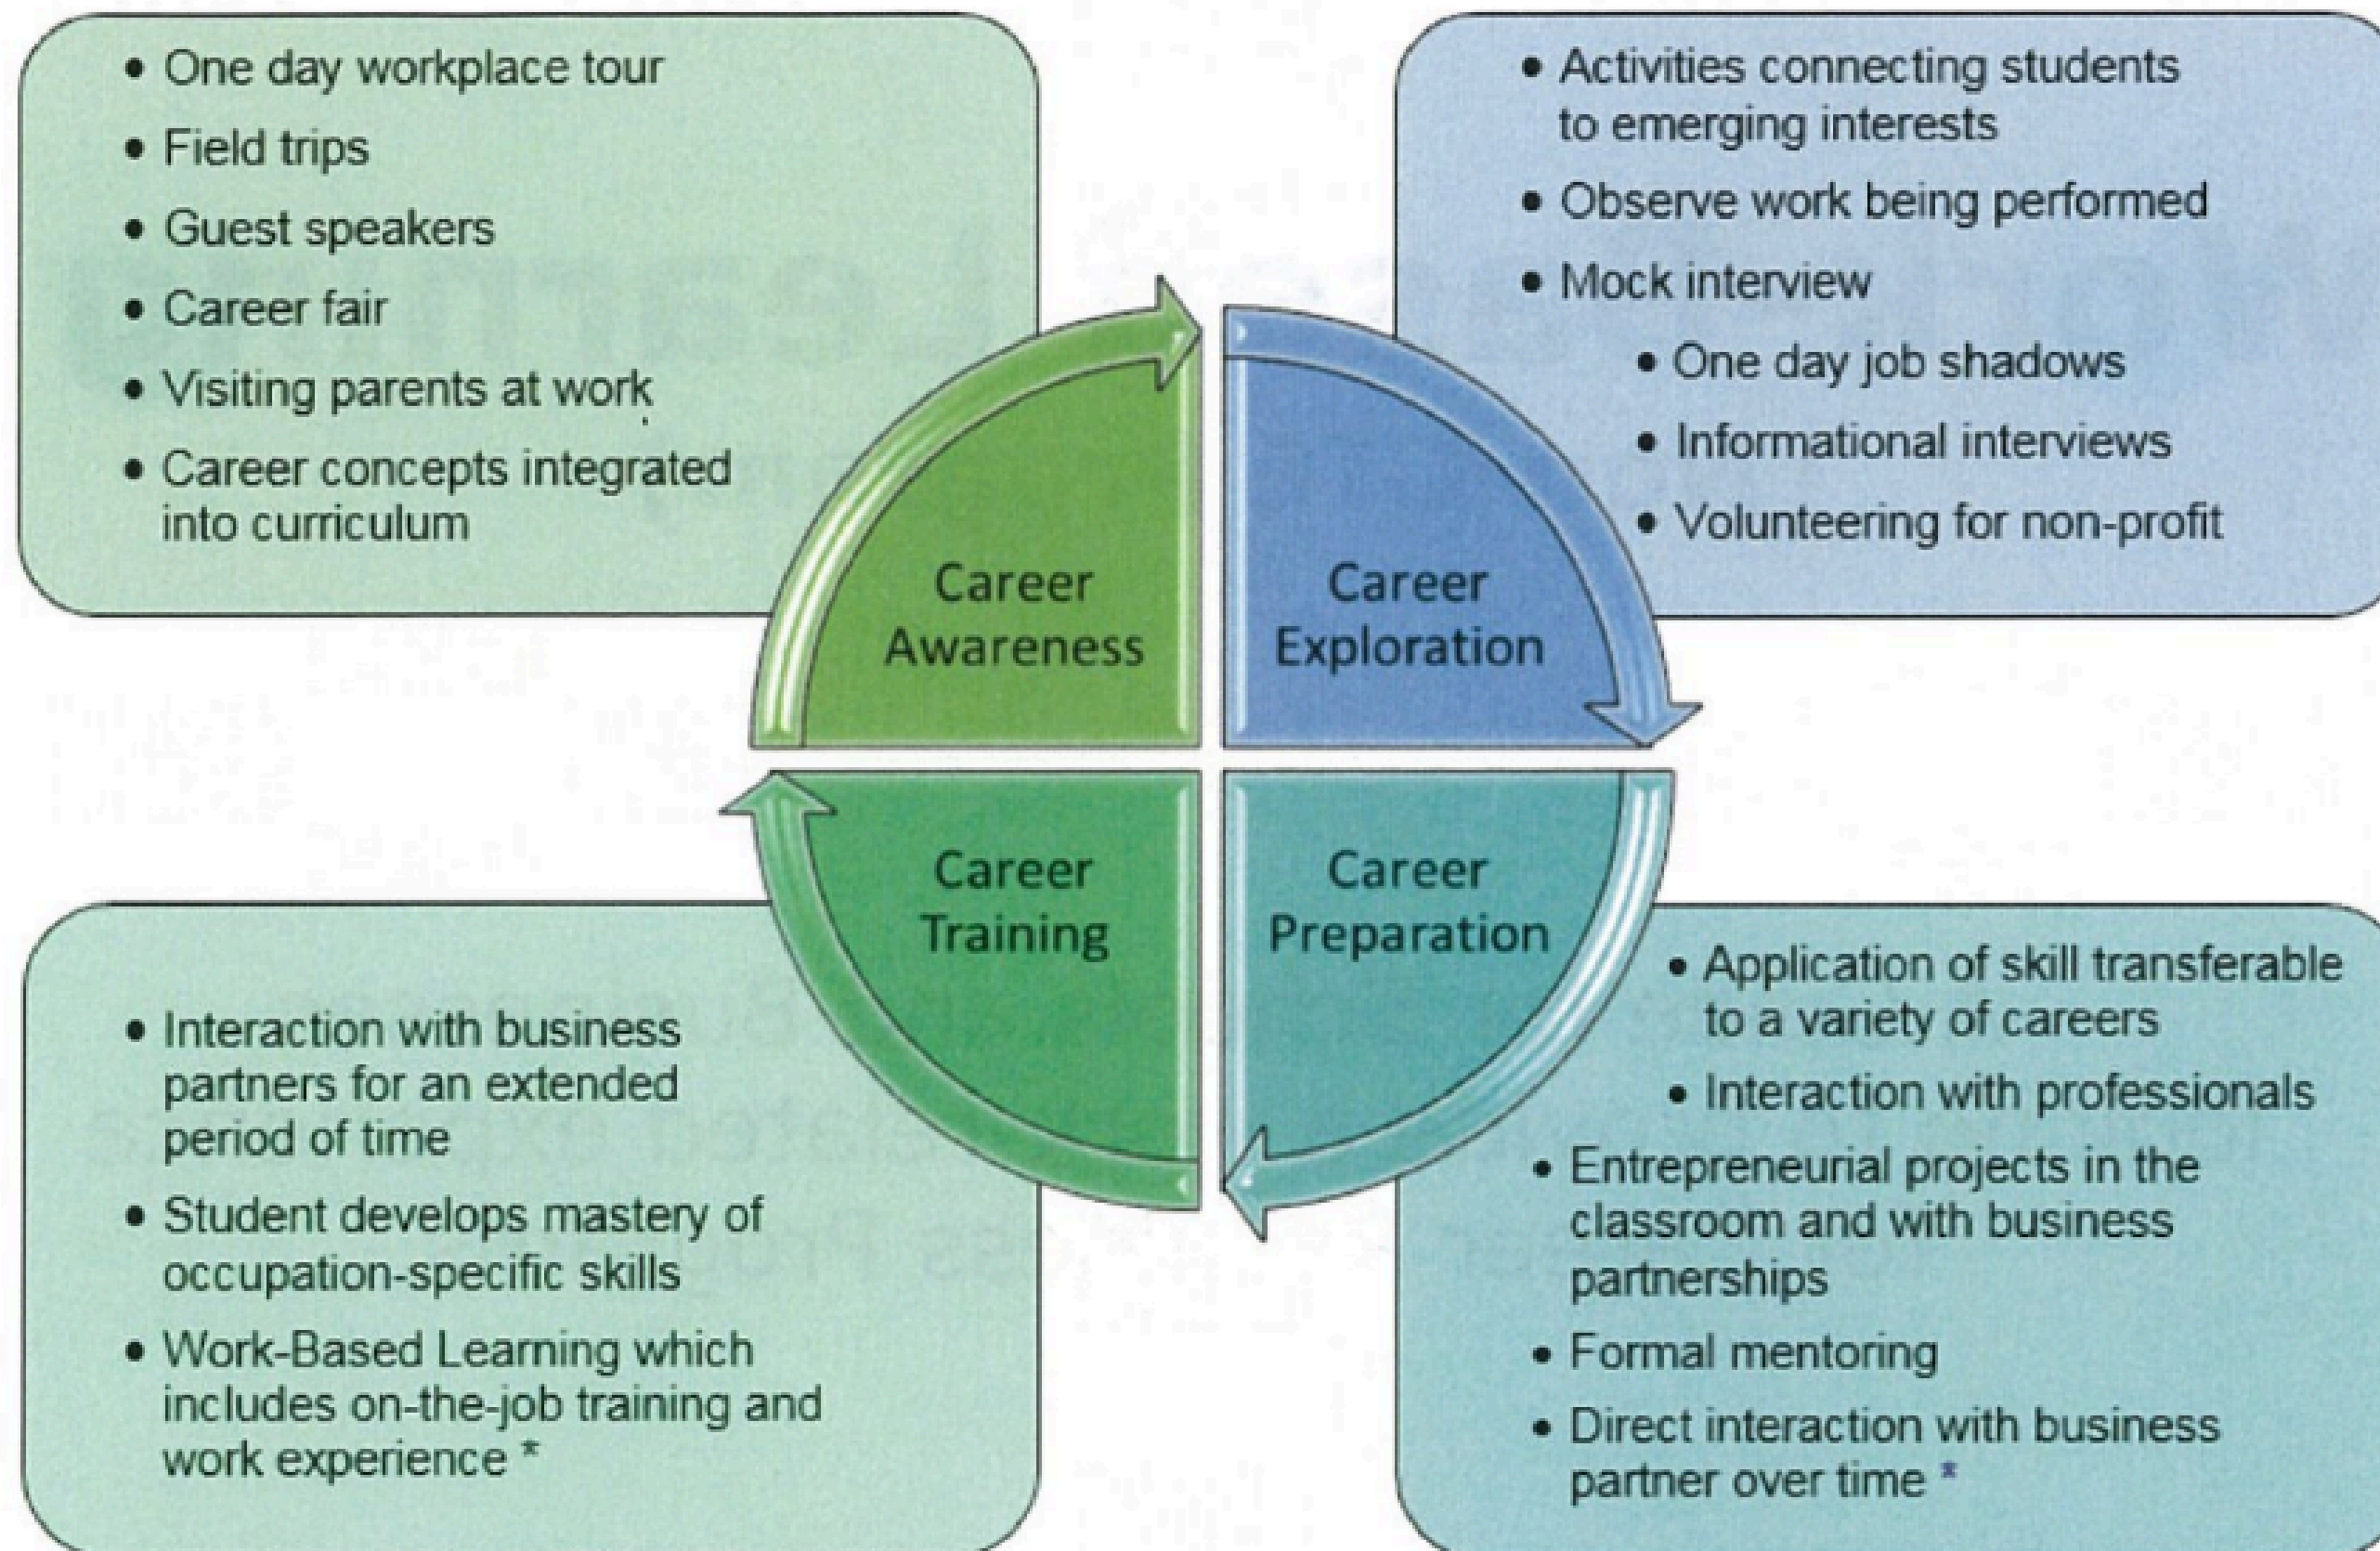 • One day workplace tour
• Field trips
• Guest speakers
• Career fair
• Visiting parents at work
• Career concepts integrated
into curriculum
• Activities connecting students
to emerging interests
• Observe work being performed
• Mock interview
• One day job shadows
• Informational interviews
• Volunteering for non-profit
Career
Awareness
Career
Exploration
Career
Training
Career
Preparation
• Interaction with business
partners for an extended
period of time
• Student develops mastery of
occupation-specific skills
• Work-Based Learning which
includes on-the-job training and
work experience *
• Application of skill transferable
to a variety of careers
• Interaction with professionals
• Entrepreneurial projects in the
classroom and with business
partnerships
• Formal mentoring
• Direct interaction with business
partner over time *